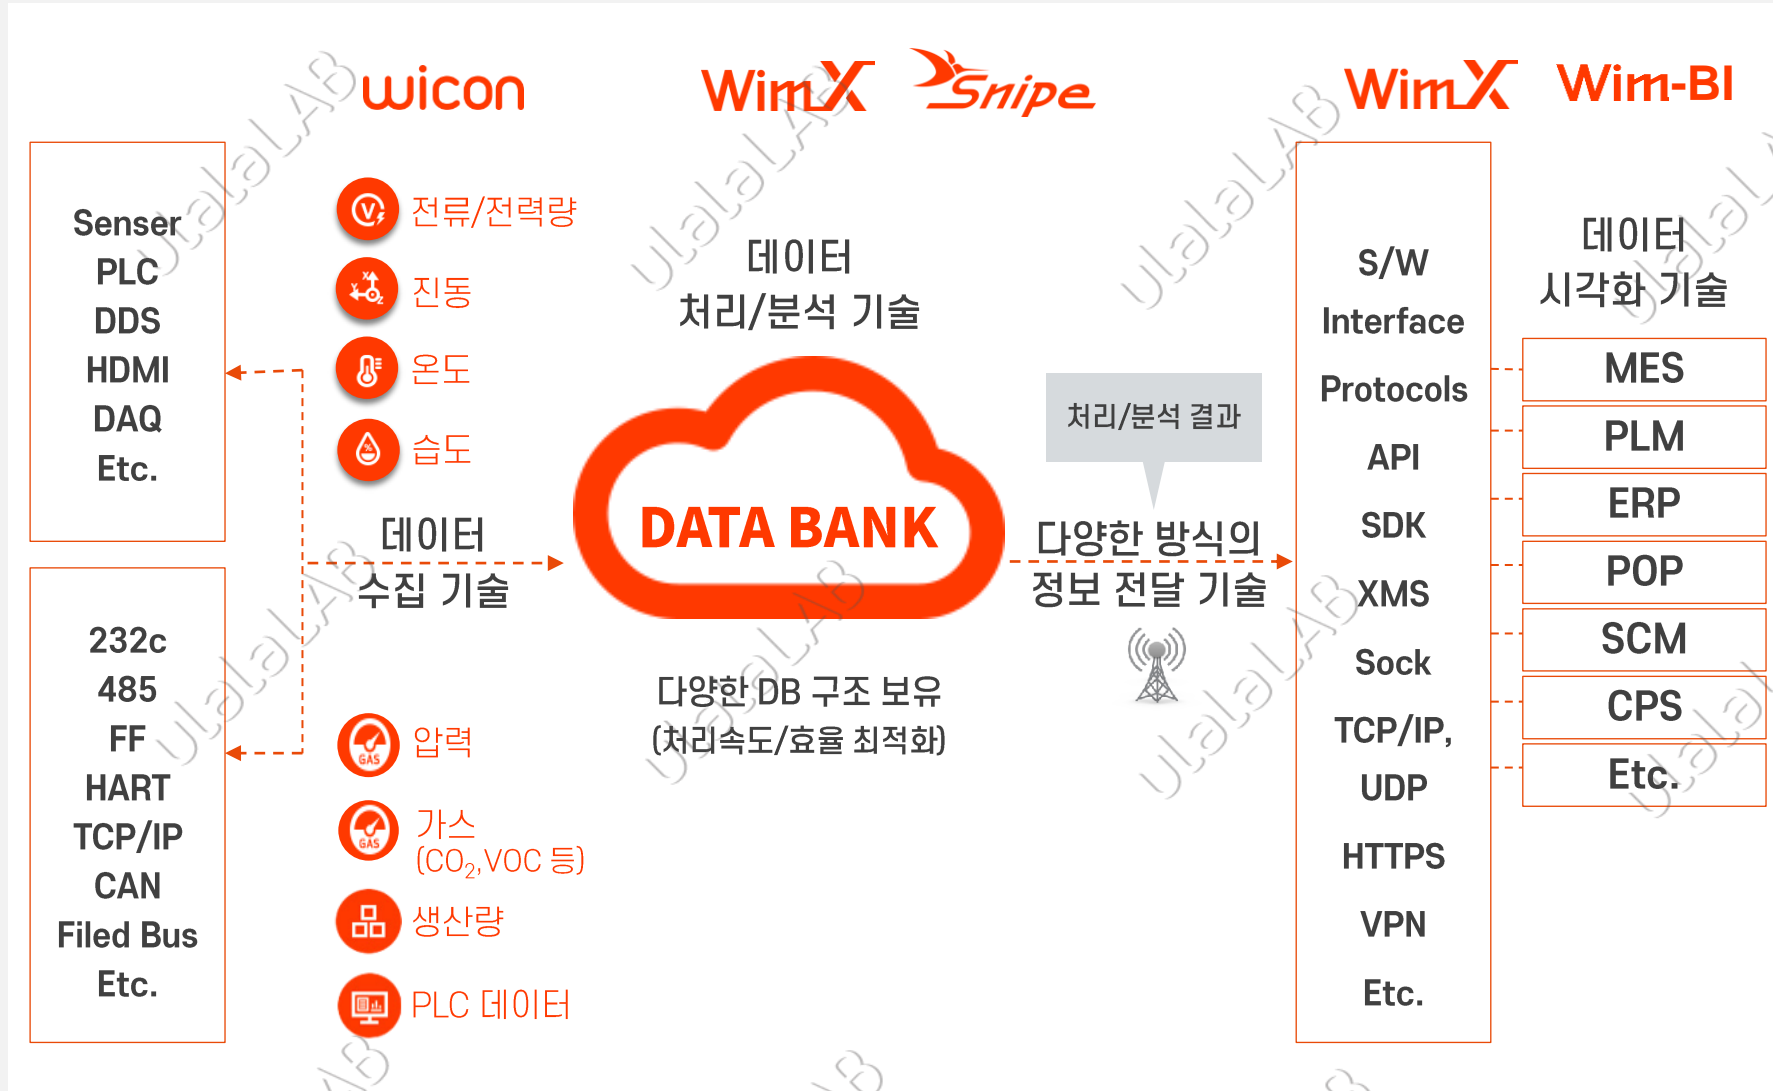 wicon
WimX
Snipe
WimX
Wim-BI
Senser
PLC
DDS
HDMI
DAQ
Etc.
232c
485
FF
HART
TCP/IP
CAN
Filed Bus
Etc.
전류/전력량
진동
온도
습도
데이터
수집 기술
GAS
압력
GAS
가스
(CO₂,VOC 등)
생산량
PLC 데이터
데이터
처리/분석 기술
DATA BANK
다양한 DB 구조 보유
(처리속도/효율 최적화)
처리/분석 결과
다양한 방식의
정보 전달 기술
S/W
Interface
Protocols
API
SDK
XMS
Sock
TCP/IP,
UDP
HTTPS
VPN
Etc.
데이터
시각화 기술
MES
PLM
ERP
POP
SCM
CPS
Etc.
UlalaLAB
UlalaLAB
UlalaLAB
UlalaLAB
UlalaLAB
UlalaLAB